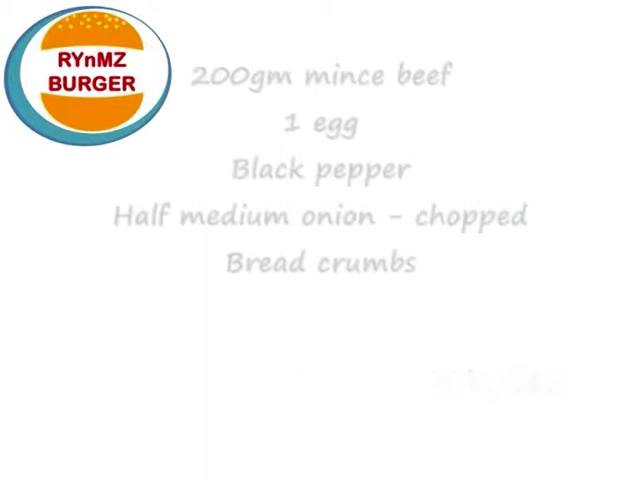 RYnMZ
BURGER
200gm mince beef
1 egg
Black pepper
Half medium onion - chopped
Bread crumbs